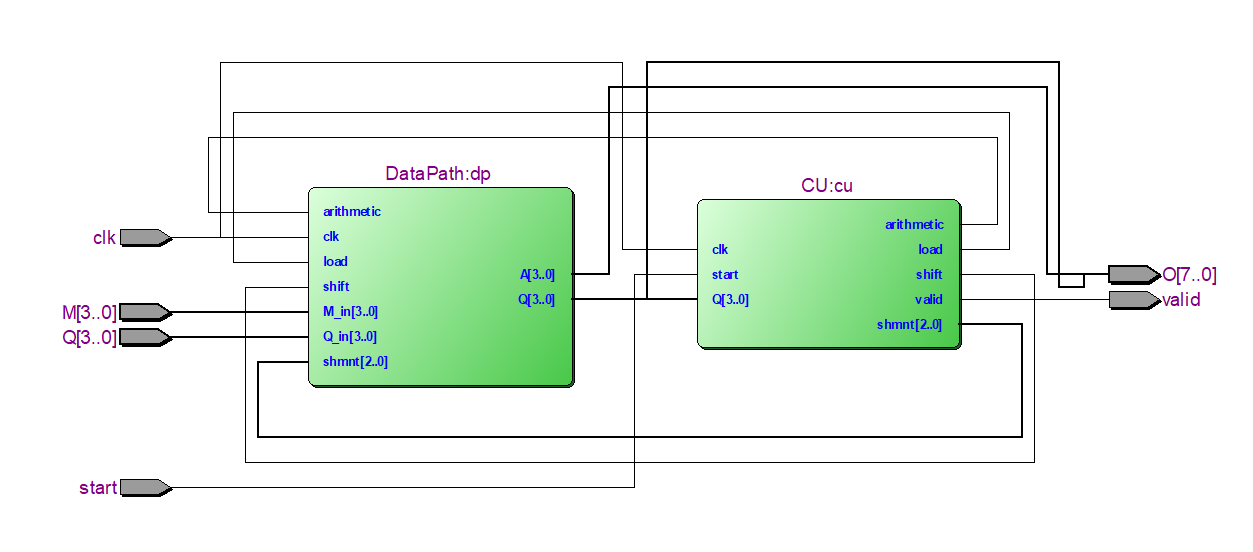 DataPath:dp
CU:cu
arithmetic
clk
load
shift
M_in[3..0]
Q_in[3..0]
shmnt[2..0]
A[3..0]
Q[3..0]
clk
start
Q[3..0]
arithmetic
load
shift
valid
shmnt[2..0]
clk
M[3..0]
Q[3..0]
start
O[7..0]
valid